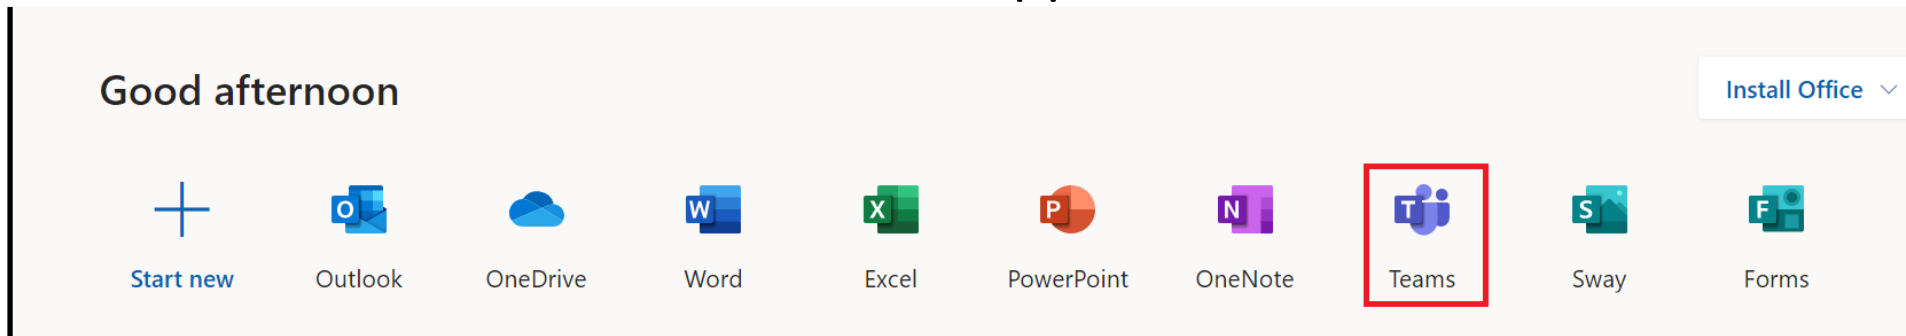 Good afternoon
Install Office
Start new Outlook OneDrive Word Excel PowerPoint OneNote Teams Sway Forms